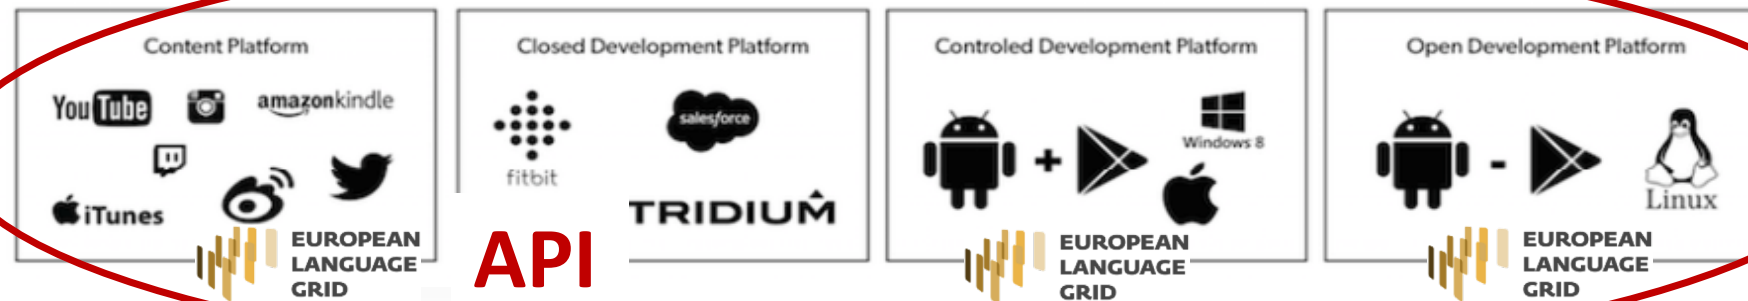 Content Platform
YouTube
amazonkindle
iTunes
EUROPEAN
LANGUAGE
GRID
Closed Development Platform
fitbit
salesforce
TRIDIUM
API
Controled Development Platform
+
Windows 8
EUROPEAN
LANGUAGE
GRID
Open Development Platform
-
Linux
EUROPEAN
LANGUAGE
GRID